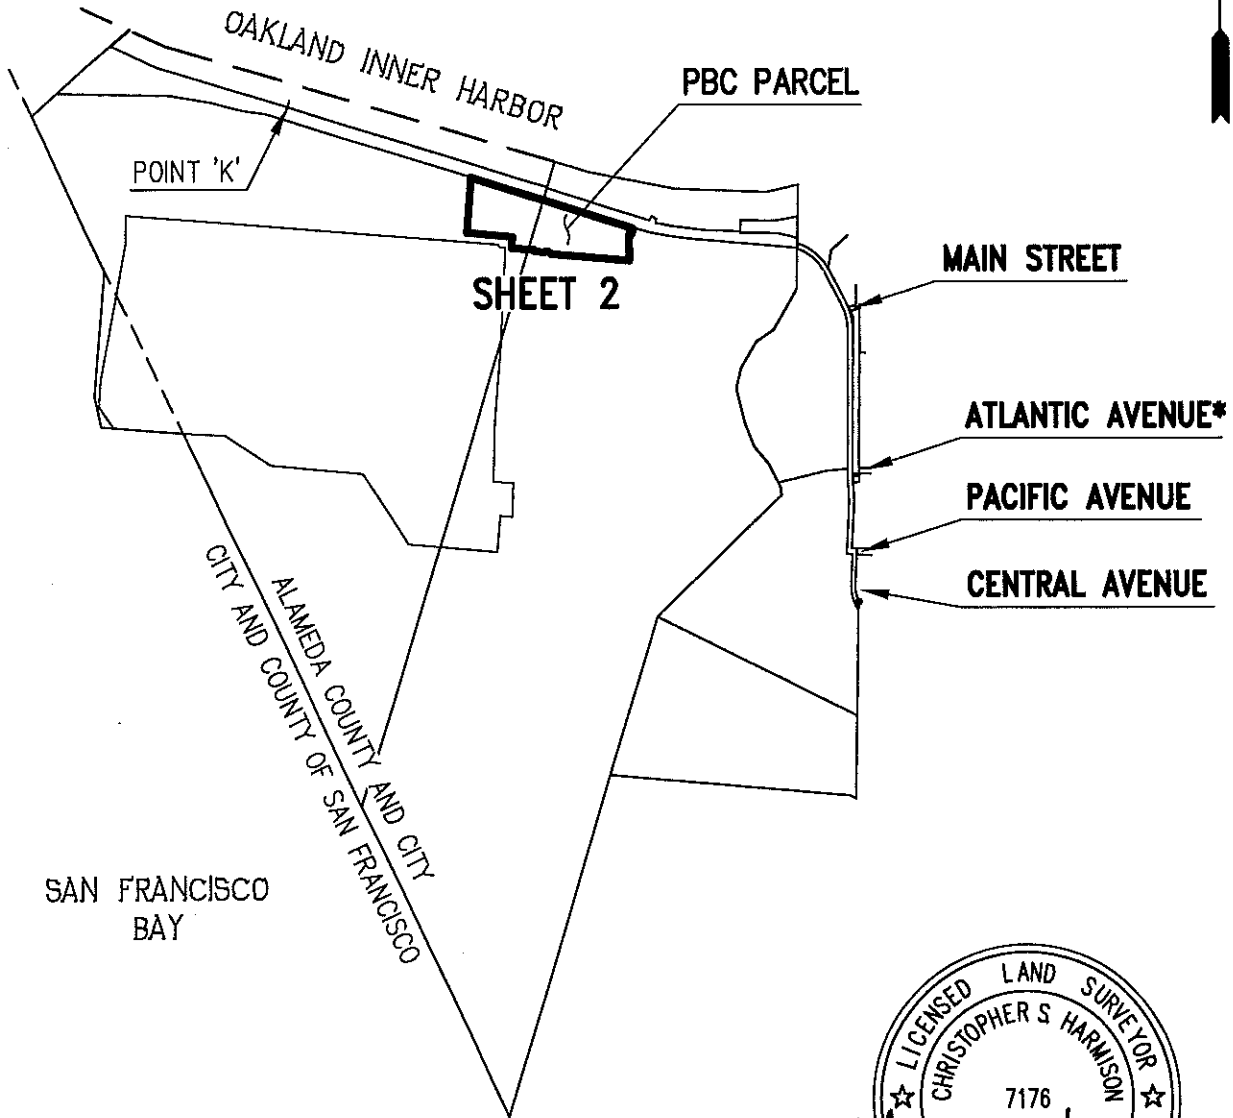 OAKLAND INNER HARBOR
PBC PARCEL
POINT 'K'
SHEET 2
MAIN STREET
ATLANTIC AVENUE*
PACIFIC AVENUE
CENTRAL AVENUE
ALAMEDA COUNTY AND CITY
CITY AND COUNTY OF SAN FRANCISCO
SAN FRANCISCO
BAY
LICENSED LAND SURVEYOR
CHRISTOPHER S. HARMISON
7176